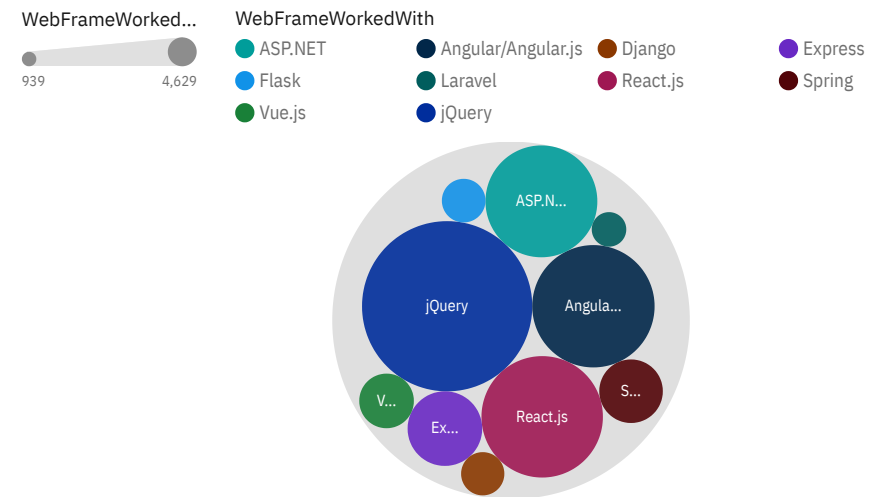 WebFrameWorked...
939
4,629
WebFrameWorkedWith
ASP.NET
Angular/Angular.js
Django
Express
Flask
Laravel
React.js
Spring
Vue.js
jQuery
ASP.N...
jQuery
Angula...
S...
V...
React.js
Ex...